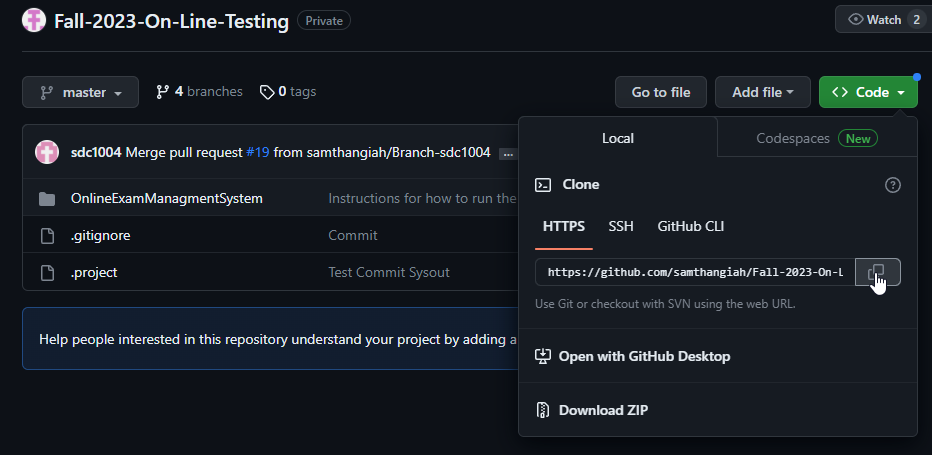 Fall-2023-On-Line-Testing Private
Watch 2
master 4 branches 0 tags Go to file Add file Code
sdc1004 Merge pull request #19 from samthangiah/Branch-sdc1004 ...
OnlineExamManagmentSystem Instructions for how to run the
.gitignore Commit
.project Test Commit Sysout
Help people interested in this repository understand your project by adding a
Local Codespaces New
Clone
HTTPS SSH GitHub CLI
https://github.com/samthangiah/Fall-2023-On-L
Use Git or checkout with SVN using the web URL.
Open with GitHub Desktop
Download ZIP